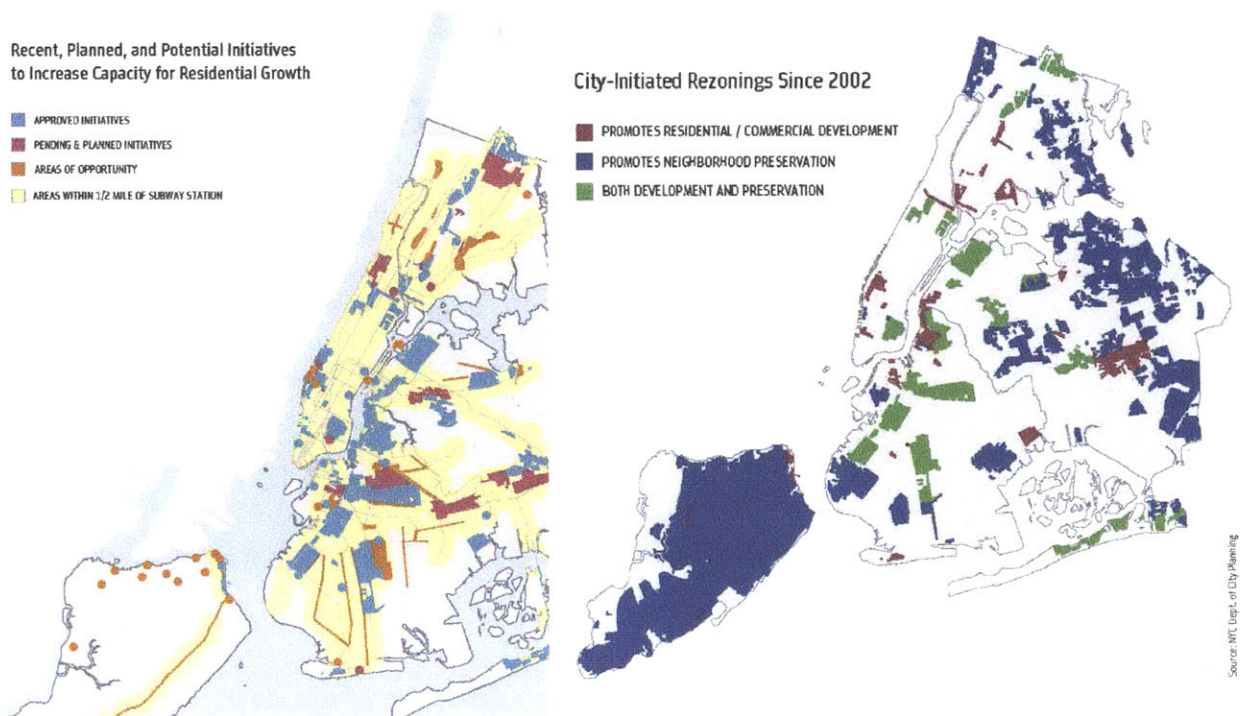 Recent, Planned, and Potential Initiatives
to Increase Capacity for Residential Growth
APPROVED INITIATIVES
PENDING & PLANNED INITIATIVES
AREAS OF OPPORTUNITY
AREAS WITHIN 1/2 MILE OF SUBWAY STATION
City-Initiated Rezonings Since 2002
PROMOTES RESIDENTIAL / COMMERCIAL DEVELOPMENT
PROMOTES NEIGHBORHOOD PRESERVATION
BOTH DEVELOPMENT AND PRESERVATION
Source: NYC Dept. of City Planning